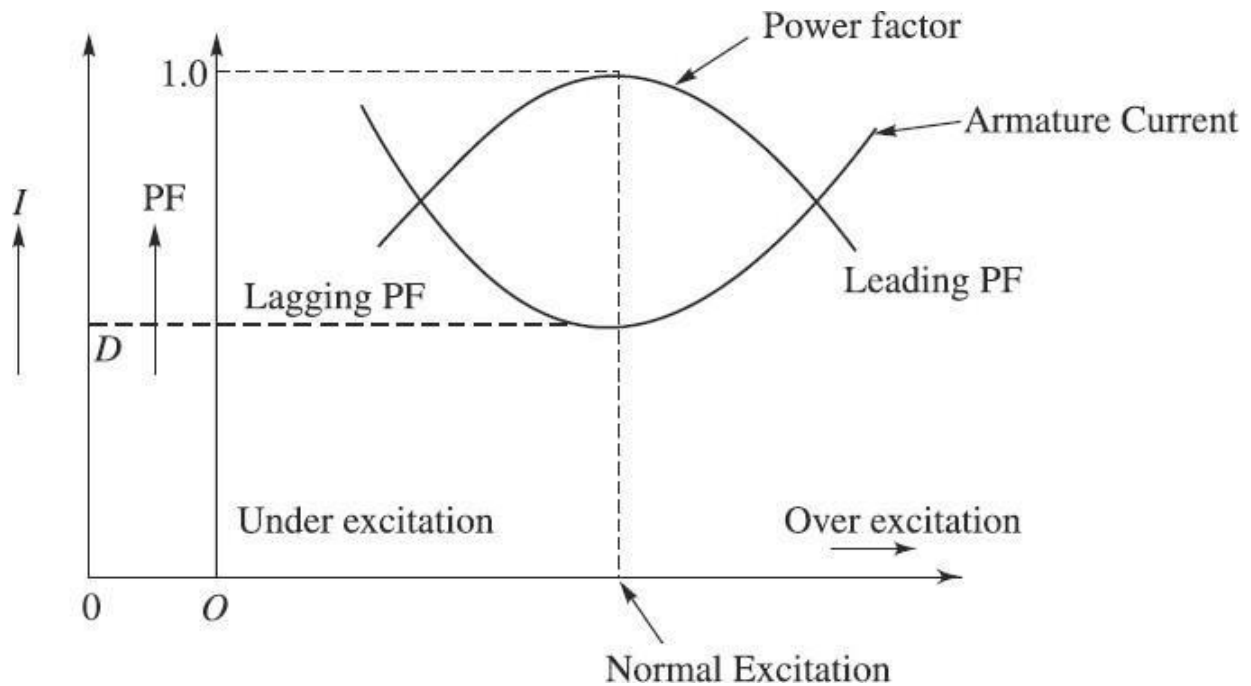 Power factor
1.0
Armature Current
I
PF
Lagging PF
Leading PF
D
Under excitation
Over excitation
0
O
Normal Excitation